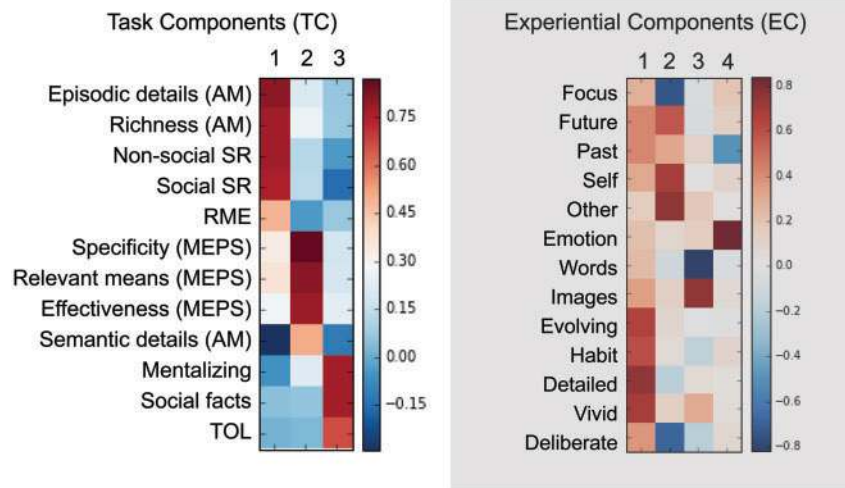 Task Components (TC)
1 2 3
Episodic details (AM)
Richness (AM)
Non-social SR
Social SR
RME
Specificity (MEPS)
Relevant means (MEPS)
Effectiveness (MEPS)
Semantic details (AM)
Mentalizing
Social facts
TOL
0.75
0.60
0.45
0.30
0.15
0.00
−0.15
Experiential Components (EC)
1 2 3 4
Focus
Future
Past
Self
Other
Emotion
Words
Images
Evolving
Habit
Detailed
Vivid
Deliberate
0.8
0.6
0.4
0.2
0.0
−0.2
−0.4
−0.6
−0.8